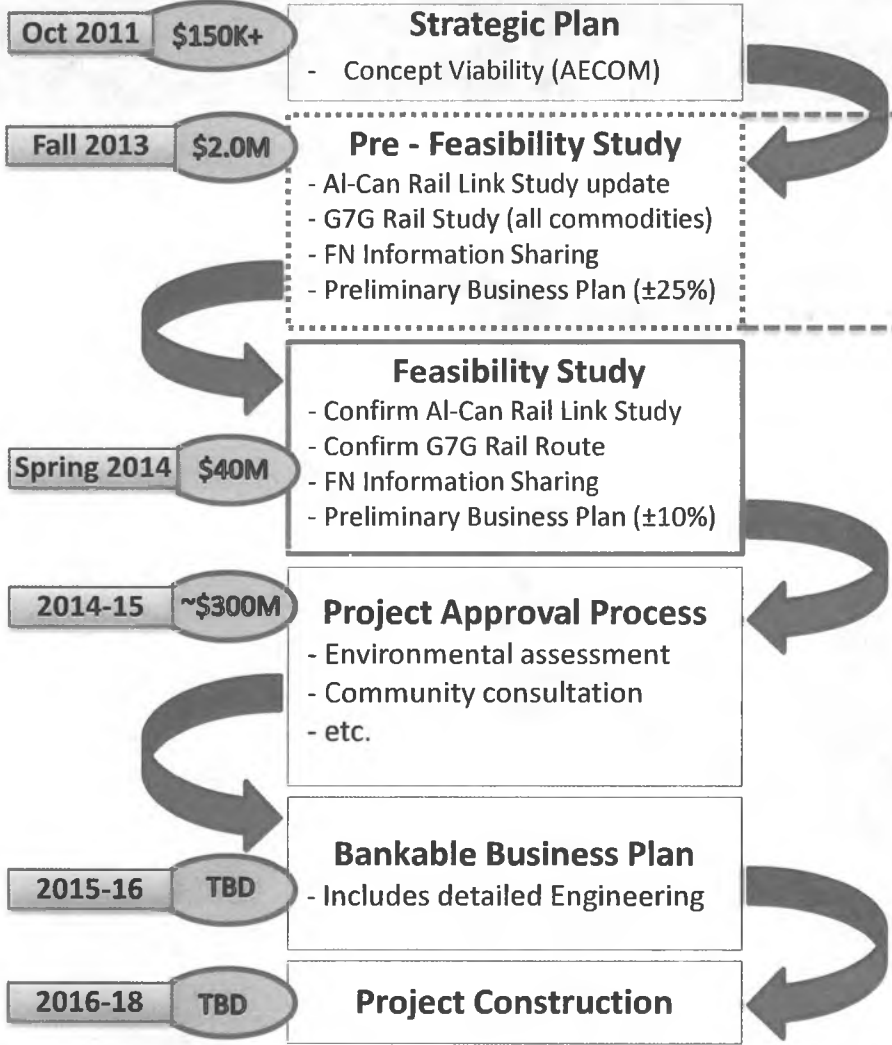 Oct 2011 $150K+
Strategic Plan
- Concept Viability (AECOM)
Fall 2013 $2.0M
Pre - Feasibility Study
- Al-Can Rail Link Study update
- G7G Rail Study (all commodities)
- FN Information Sharing
- Preliminary Business Plan (±25%)
Feasibility Study
- Confirm Al-Can Rail Link Study
- Confirm G7G Rail Route
Spring 2014 $40M
- FN Information Sharing
- Preliminary Business Plan (±10%)
2014-15 ~$300M
Project Approval Process
- Environmental assessment
- Community consultation
- etc.
Bankable Business Plan
2015-16 TBD
- Includes detailed Engineering
2016-18 TBD
Project Construction